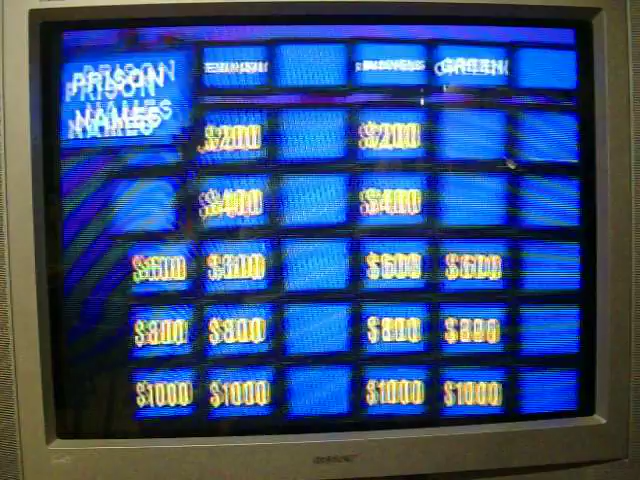 PRISON
NAMES
GREEN
$200 $200
$400 $400
$600 $600 $600 $600
$800 $800 $800 $800
$1000 $1000 $1000 $1000